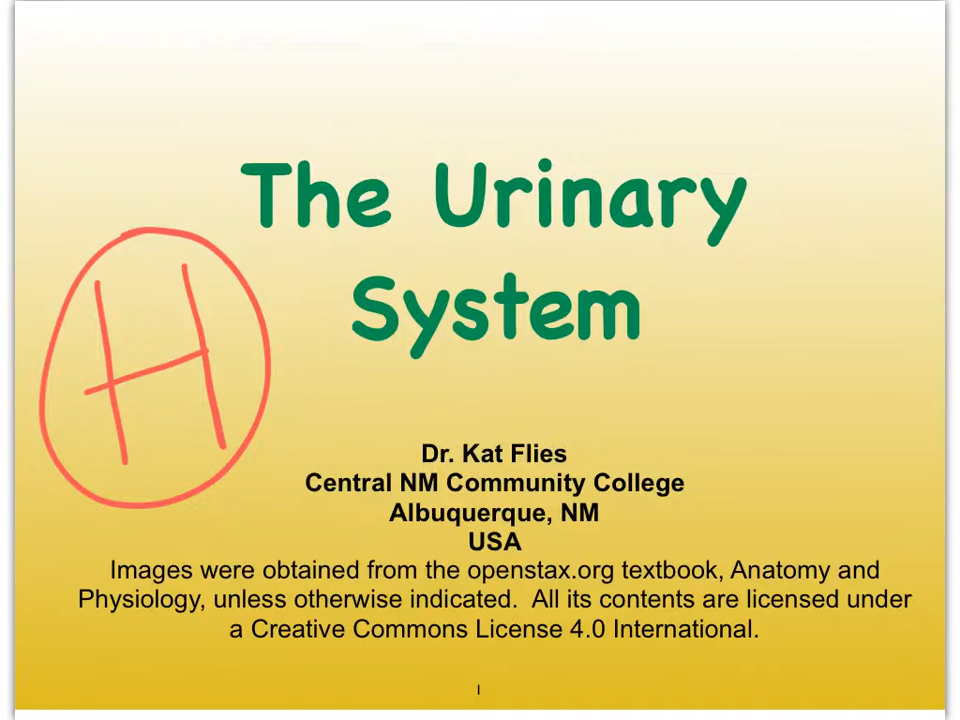 The Urinary
System
H
Dr. Kat Flies
Central NM Community College
Albuquerque, NM
USA
Images were obtained from the openstax.org textbook, Anatomy and
Physiology, unless otherwise indicated.  All its contents are licensed under
a Creative Commons License 4.0 International.
1